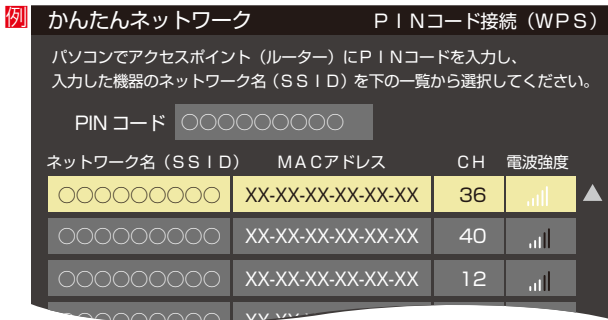 例
かんたんネットワーク PINコード接続（WPS）
パソコンでアクセスポイント（ルーター）にPINコードを入力し、
入力した機器のネットワーク名（SSID）を下の一覧から選択してください。
PIN コード ○○○○○○○○○
ネットワーク名（SSID） MACアドレス CH 電波強度
○○○○○○○○○ XX-XX-XX-XX-XX-XX 36
○○○○○○○○○ XX-XX-XX-XX-XX-XX 40
○○○○○○○○○ XX-XX-XX-XX-XX-XX 12